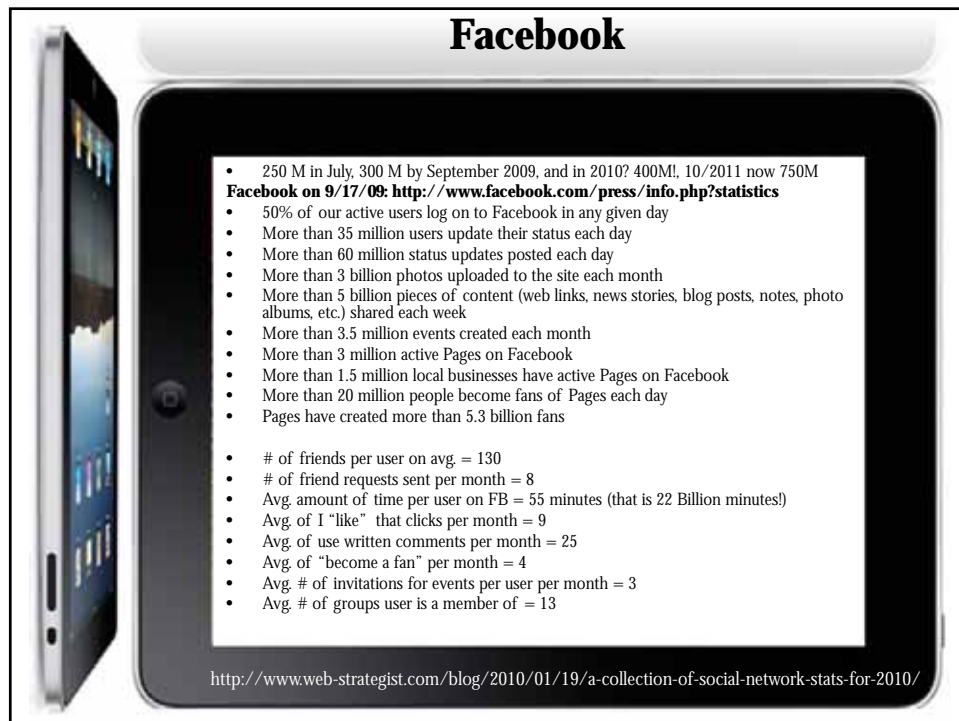 Facebook
• 250 M in July, 300 M by September 2009, and in 2010? 400M!, 10/2011 now 750M
Facebook on 9/17/09: http://www.facebook.com/press/info.php?statistics
• 50% of our active users log on to Facebook in any given day
• More than 35 million users update their status each day
• More than 60 million status updates posted each day
• More than 3 billion photos uploaded to the site each month
• More than 5 billion pieces of content (web links, news stories, blog posts, notes, photo
albums, etc.) shared each week
• More than 3.5 million events created each month
• More than 3 million active Pages on Facebook
• More than 1.5 million local businesses have active Pages on Facebook
• More than 20 million people become fans of Pages each day
• Pages have created more than 5.3 billion fans
• # of friends per user on avg. = 130
• # of friend requests sent per month = 8
• Avg. amount of time per user on FB = 55 minutes (that is 22 Billion minutes!)
• Avg. of I “like” that clicks per month = 9
• Avg. of use written comments per month = 25
• Avg. of “become a fan” per month = 4
• Avg. # of invitations for events per user per month = 3
• Avg. # of groups user is a member of = 13
http://www.web-strategist.com/blog/2010/01/19/a-collection-of-social-network-stats-for-2010/